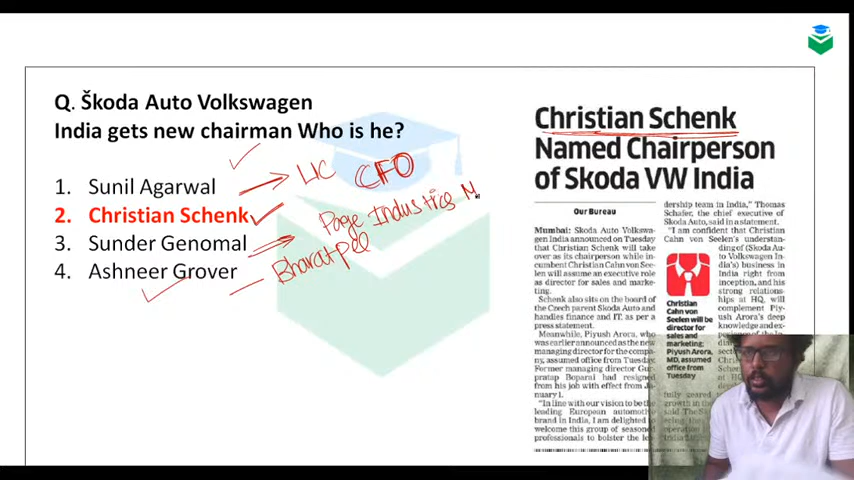 Q. Škoda Auto Volkswagen
India gets new chairman Who is he?
1. Sunil Agarwal
2. Christian Schenk
3. Sunder Genomal
4. Ashneer Grover
LIC CFO
Page Industies M
BharatPe
Christian Schenk
Named Chairperson
of Skoda VW India
Our Bureau
Mumbai: Skoda Auto Volkswa-
gen India announced on Tuesday
that Christian Schenk will take
over as its chairperson while in-
cumbent Christian Cahn von See-
len will assume an executive role
as director for sales and marke-
ting.
Schenk also sits on the board of
the Czech parent Skoda Auto and
handles finance and IT, as per a
press statement.
Meanwhile, Piyush Arora, who
was earlier announced as the new
managing director for the compa-
ny, assumed office from Tuesday.
Former managing director Gur-
pratap Boparai had resigned
from his job with effect from Ja-
nuary 1.
"In line with our vision to be the
leading European automotive
brand in India, I am delighted to
welcome this group of seasoned
professionals to bolster the le-
dership team in India," Thomas
Schafer, the chief executive of
Skoda Auto, said in a statement.
"I am confident that Christian
Cahn von Seelen's understan-
ding of (Skoda Au-
to Volkswagen In-
dia's) business in
India right from
inception, and his
strong relations-
hips at HQ, will
complement Piy-
ush Arora's deep
knowledge and ex-
Christian
Cahn von
Seelen will be
director for
sales and
marketing;
Piyush Arora,
MD, assumed
office from
Tuesday